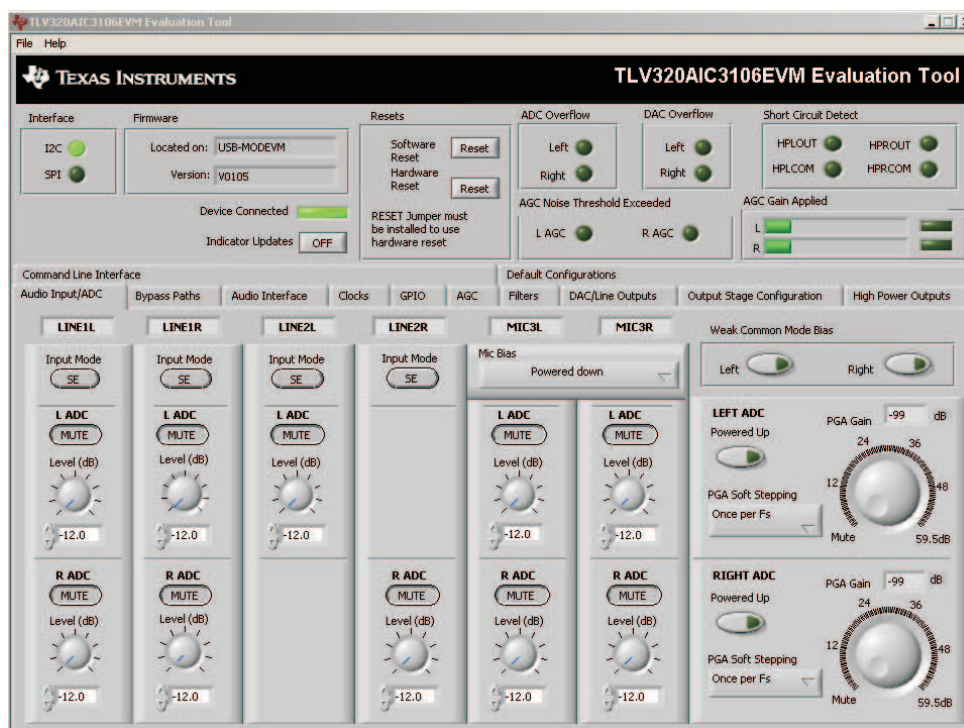 TLV320AIC3106EVM Evaluation Tool
File Help
TEXAS INSTRUMENTS
TLV320AIC3106EVM Evaluation Tool
Interface
I2C
SPI
Firmware
Located on: USB-MODEVM
Version: V0105
Device Connected
Indicator Updates OFF
Resets
Software Reset Reset
Hardware Reset Reset
RESET Jumper must
be installed to use
hardware reset
ADC Overflow
Left
Right
DAC Overflow
Left
Right
Short Circuit Detect
HPLOUT HPROUT
HPLCOM HPRCOM
AGC Noise Threshold Exceeded
L AGC R AGC
AGC Gain Applied
L
R
Command Line Interface Default Configurations
Audio Input/ADC Bypass Paths Audio Interface Clocks GPIO AGC Filters DAC/Line Outputs Output Stage Configuration High Power Outputs
LINE1L LINE1R LINE2L LINE2R MIC3L MIC3R
Input Mode Input Mode Input Mode Input Mode
SE SE SE SE
Mic Bias
Powered down
L ADC L ADC L ADC L ADC L ADC
MUTE MUTE MUTE MUTE MUTE
Level (dB) Level (dB) Level (dB) Level (dB) Level (dB)
-12.0 -12.0 -12.0 -12.0 -12.0
R ADC R ADC R ADC R ADC R ADC
MUTE MUTE MUTE MUTE MUTE
Level (dB) Level (dB) Level (dB) Level (dB) Level (dB)
-12.0 -12.0 -12.0 -12.0 -12.0
Weak Common Mode Bias
Left Right
LEFT ADC
Powered Up
PGA Soft Stepping
Once per Fs
PGA Gain -99 dB
24 36
12 48
Mute 59.5dB
RIGHT ADC
Powered Up
PGA Soft Stepping
Once per Fs
PGA Gain -99 dB
24 36
12 48
Mute 59.5dB